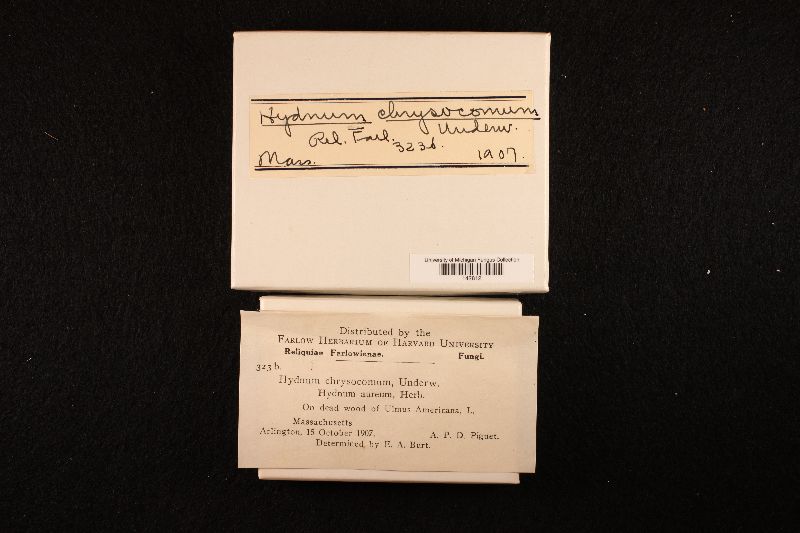 Hydnum chrysocomum
Underw.
Rel. Farl. 323b.
Mass. 1907.
University of Michigan Fungus Collection
Distributed by the
FARLOW HERBARIUM OF HARVARD UNIVERSITY
Reliquiae Farlowianae. Fungi.
323b.
Hydnum chrysocomum, Underw.
Hydnum aureum, Herb.
On dead wood of Ulmus Americana, L.
Massachusetts
Arlington, 15 October 1907. A. P. D. Piguet.
Determined by E. A. Burt.